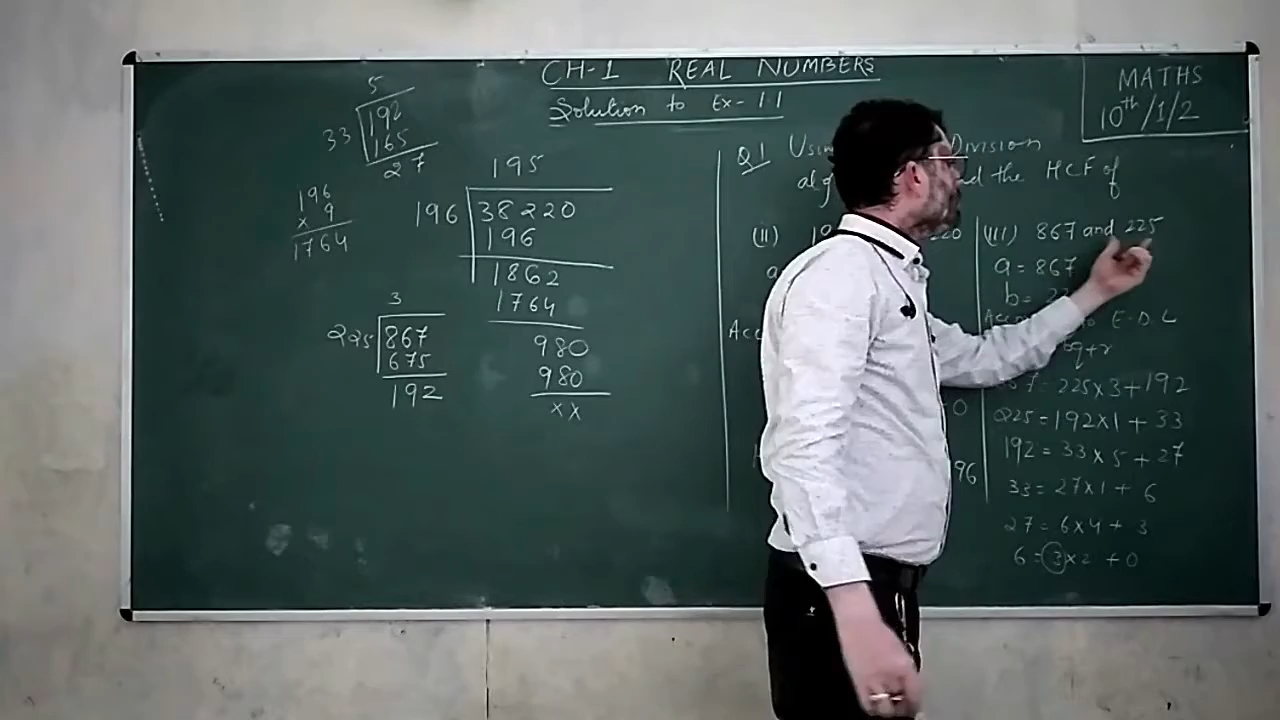 CH-1 REAL NUMBERS
Solution to Ex-1.1
MATHS
10th/1/2
5
33 192
165
27
196
x 9
1764
195
196 38220
196
1862
1764
980
980
xx
3
225 867
675
192
Q1 Division
the HCF of
(ii)
(iii) 867 and 225
a = 867
b =
E.D.L
bq+r
= 225x3+192
225 = 192x1 + 33
192 = 33x5 + 27
33 = 27x1 + 6
27 = 6x4 + 3
6 = 3x2 + 0